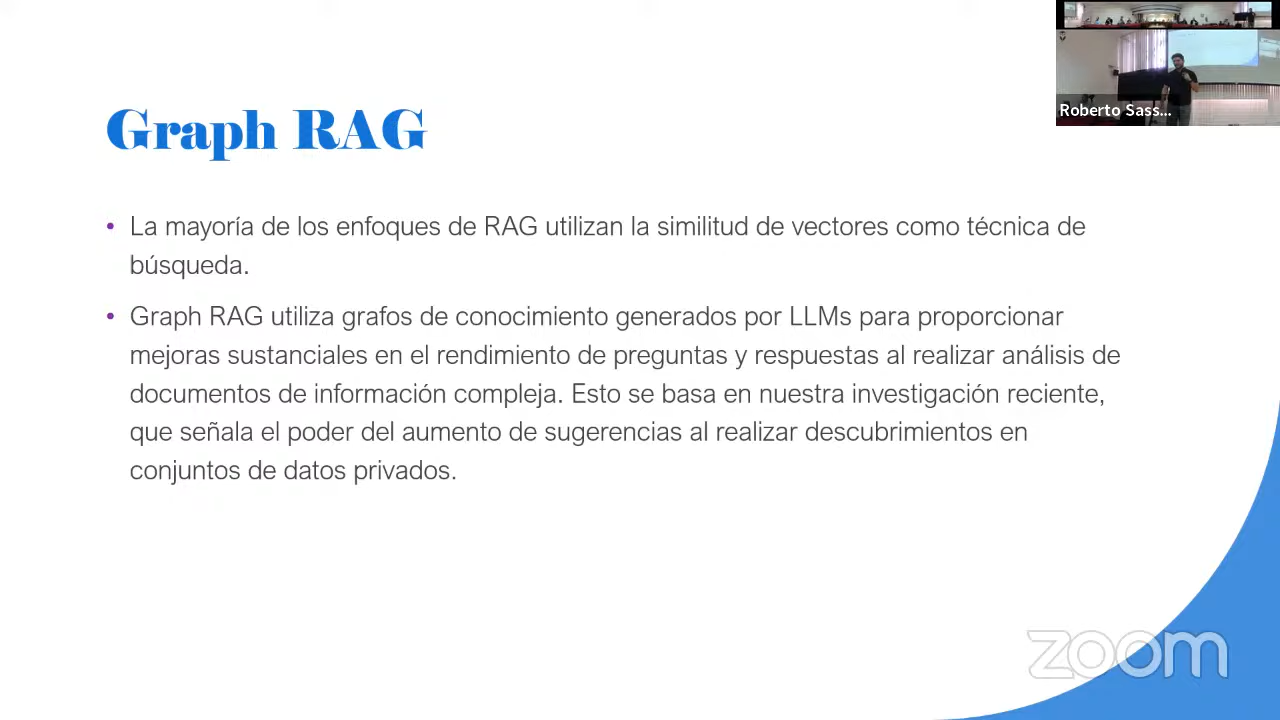 Roberto Sass...
Graph RAG
• La mayoría de los enfoques de RAG utilizan la similitud de vectores como técnica de
búsqueda.
• Graph RAG utiliza grafos de conocimiento generados por LLMs para proporcionar
mejoras sustanciales en el rendimiento de preguntas y respuestas al realizar análisis de
documentos de información compleja. Esto se basa en nuestra investigación reciente,
que señala el poder del aumento de sugerencias al realizar descubrimientos en
conjuntos de datos privados.
zoom